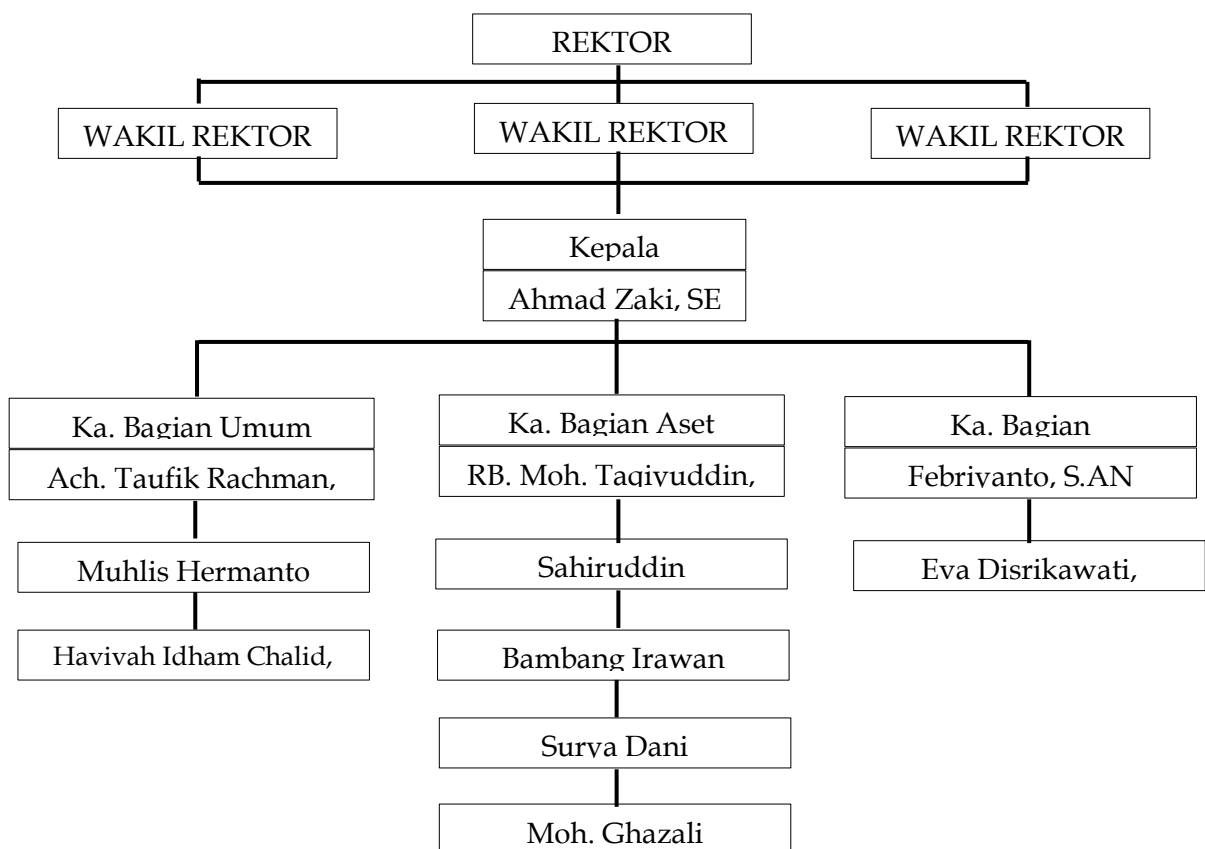 REKTOR
WAKIL REKTOR
WAKIL REKTOR
WAKIL REKTOR
Kepala
Ahmad Zaki, SE
Ka. Bagian Umum
Ach. Taufik Rachman,
Ka. Bagian Aset
RB. Moh. Taqiyuddin,
Ka. Bagian
Febriyanto, S.AN
Muhlis Hermanto
Sahiruddin
Eva Disrikawati,
Havivah Idham Chalid,
Bambang Irawan
Surya Dani
Moh. Ghazali